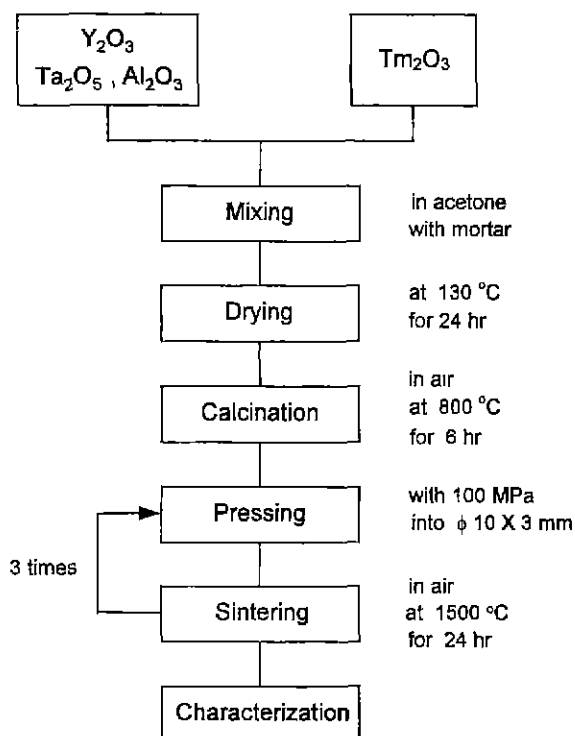 Y₂O₃
Ta₂O₅ , Al₂O₃
Tm₂O₃
Mixing
in acetone
with mortar
Drying
at 130 °C
for 24 hr
Calcination
in air
at 800 °C
for 6 hr
Pressing
with 100 MPa
into ϕ 10 X 3 mm
3 times
Sintering
in air
at 1500 °C
for 24 hr
Characterization